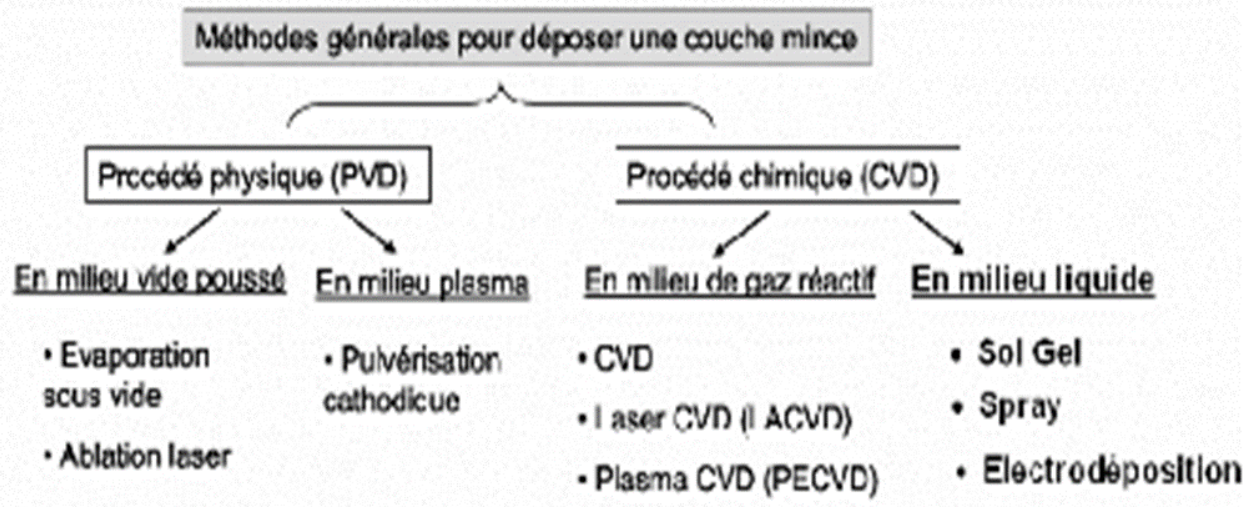 Méthodes générales pour déposer une couche mince
Procédé physique (PVD)
Procédé chimique (CVD)
En milieu vide poussé
• Evaporation
sous vide
• Ablation laser
En milieu plasma
• Pulvérisation
cathodique
En milieu de gaz réactif
• CVD
• Laser CVD (LACVD)
• Plasma CVD (PECVD)
En milieu liquide
• Sol Gel
• Spray
• Electrodéposition